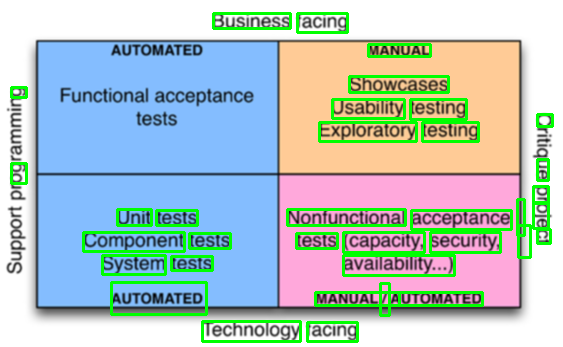 Business facing
AUTOMATED
Functional acceptance
tests
MANUAL
Showcases
Usability testing
Exploratory testing
Support programming
Critique project
Unit tests
Component tests
System tests
AUTOMATED
Nonfunctional acceptance
tests (capacity, security,
availability...)
MANUAL / AUTOMATED
Technology facing